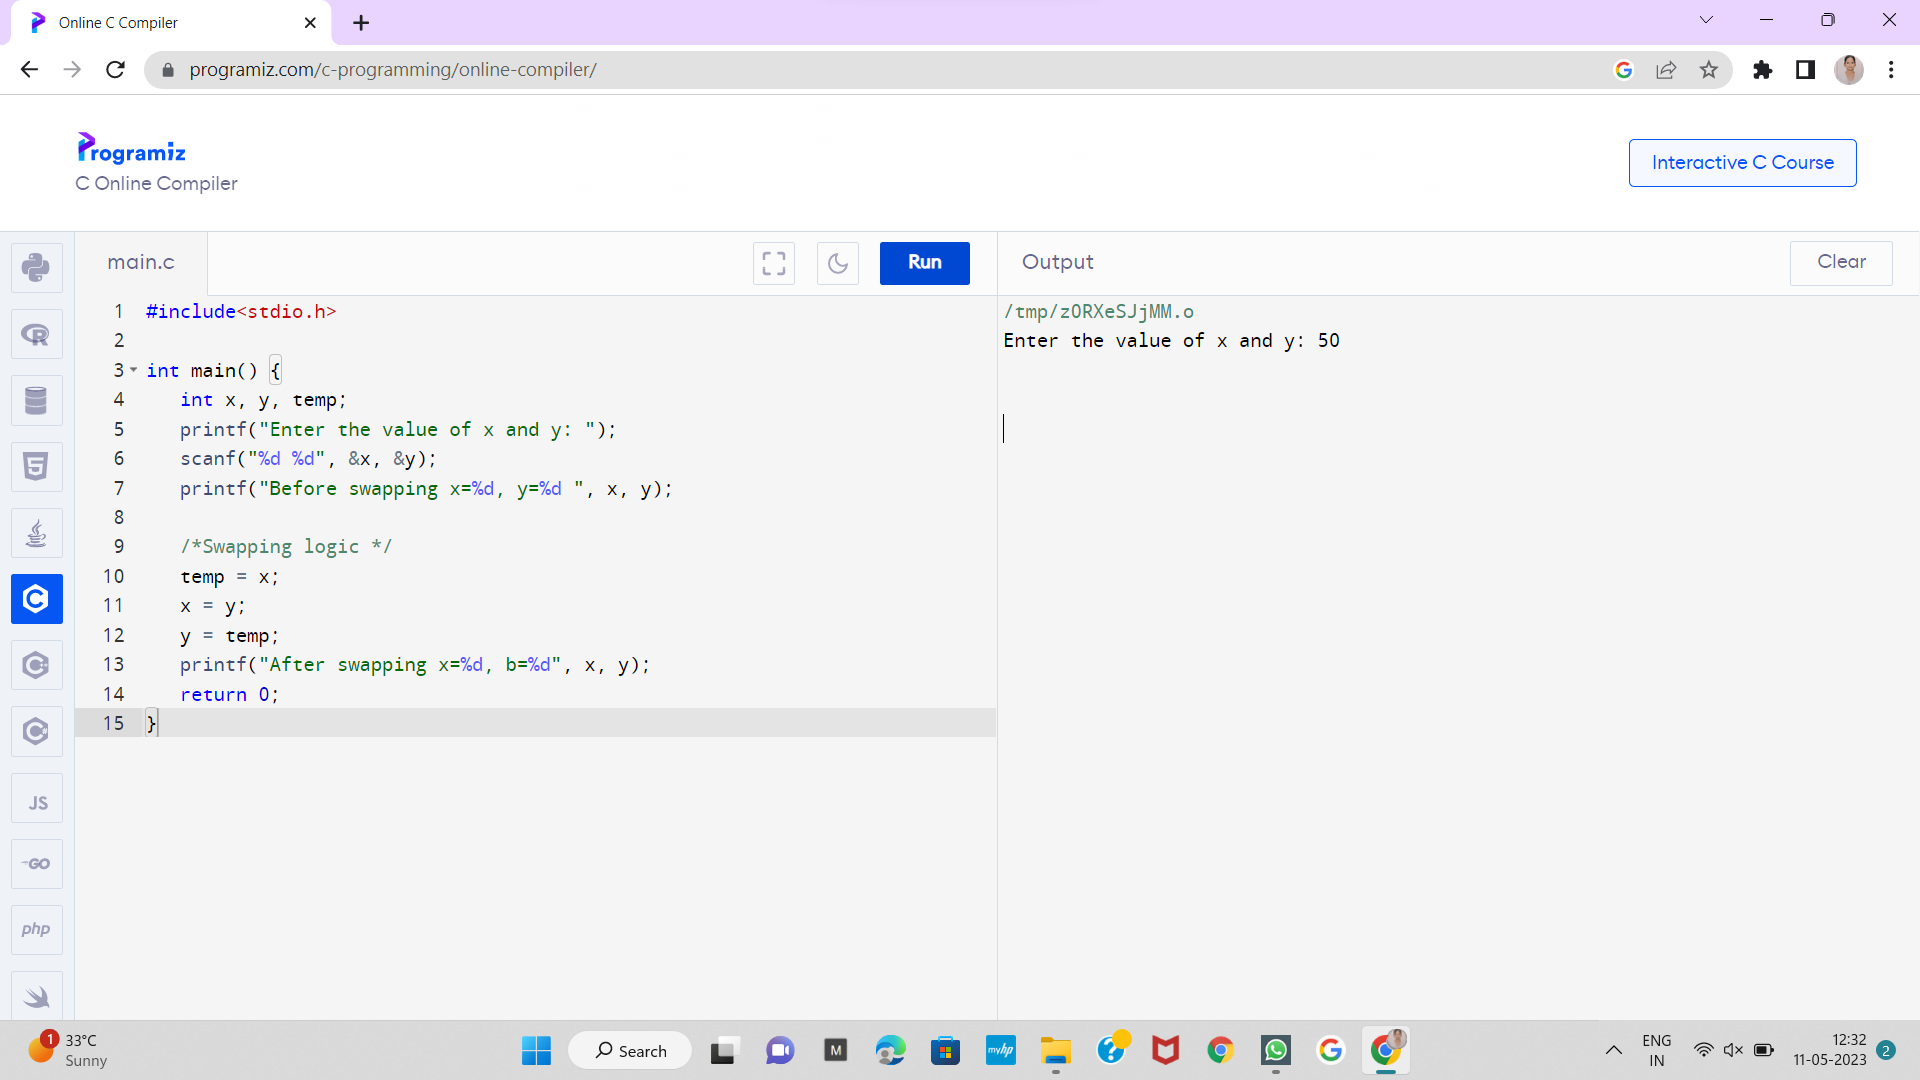 Online C Compiler
programiz.com/c-programming/online-compiler/
Programiz
C Online Compiler
Interactive C Course
main.c
Run
Output
Clear
1 #include<stdio.h>
2
3 int main() {
4 int x, y, temp;
5 printf("Enter the value of x and y: ");
6 scanf("%d %d", &x, &y);
7 printf("Before swapping x=%d, y=%d ", x, y);
8
9 /*Swapping logic */
10 temp = x;
11 x = y;
12 y = temp;
13 printf("After swapping x=%d, b=%d", x, y);
14 return 0;
15 }
/tmp/zORXeSJjMM.o
Enter the value of x and y: 50
R
5
C
C
C
JS
GO
php
1
33°C
Sunny
Search
M
myhp
?
G
ENG
IN
12:32
11-05-2023
2